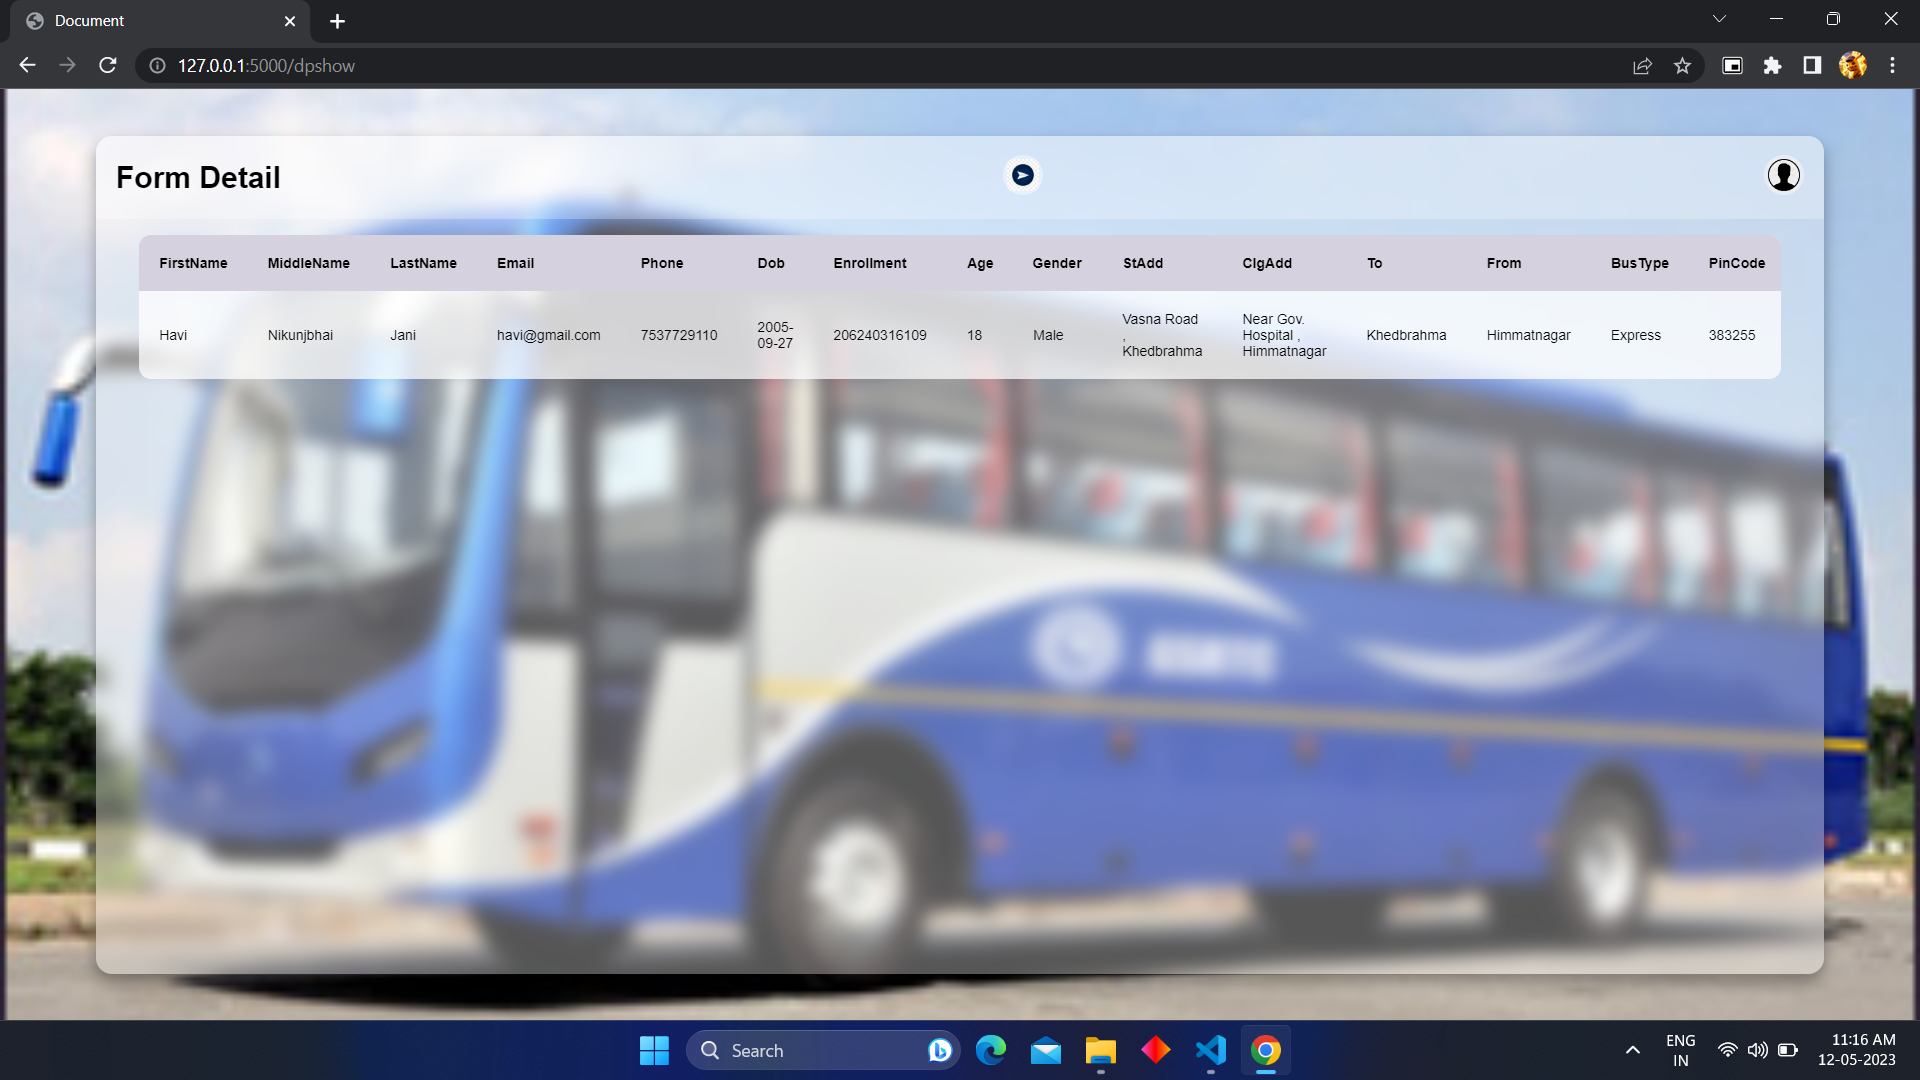 Document
127.0.0.1:5000/dpshow
Form Detail
FirstName MiddleName LastName Email Phone Dob Enrollment Age Gender StAdd ClgAdd To From BusType PinCode
Havi Nikunjbhai Jani havi@gmail.com 7537729110 2005-09-27 206240316109 18 Male Vasna Road , Khedbrahma Near Gov. Hospital , Himmatnagar Khedbrahma Himmatnagar Express 383255
Search
ENG
IN
11:16 AM
12-05-2023